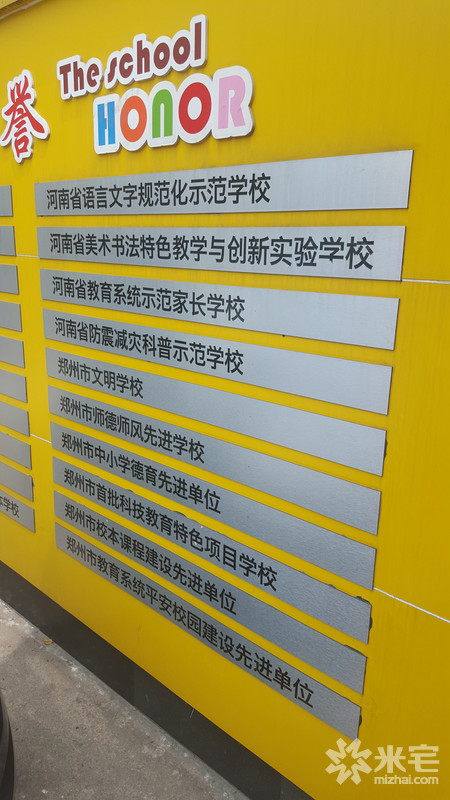 The school
誉
HONOR
河南省语言文字规范化示范学校
河南省美术书法特色教学与创新实验学校
河南省教育系统示范家长学校
河南省防震减灾科普示范学校
郑州市文明学校
郑州市师德师风先进学校
郑州市中小学德育先进单位
郑州市首批科技教育特色项目学校
郑州市校本课程建设先进单位
郑州市教育系统平安校园建设先进单位
学校
米宅
mizhai.com